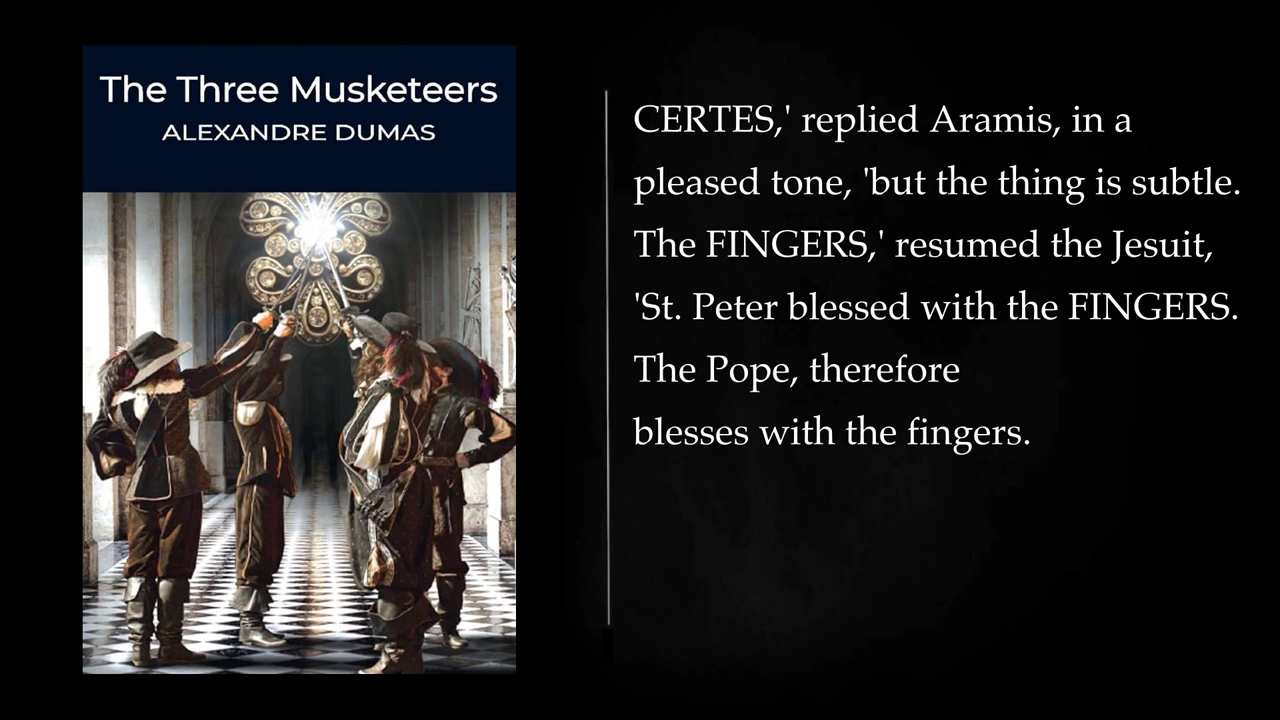 The Three Musketeers
ALEXANDRE DUMAS
CERTES,' replied Aramis, in a
pleased tone, 'but the thing is subtle.
The FINGERS,' resumed the Jesuit,
'St. Peter blessed with the FINGERS.
The Pope, therefore
blesses with the fingers.